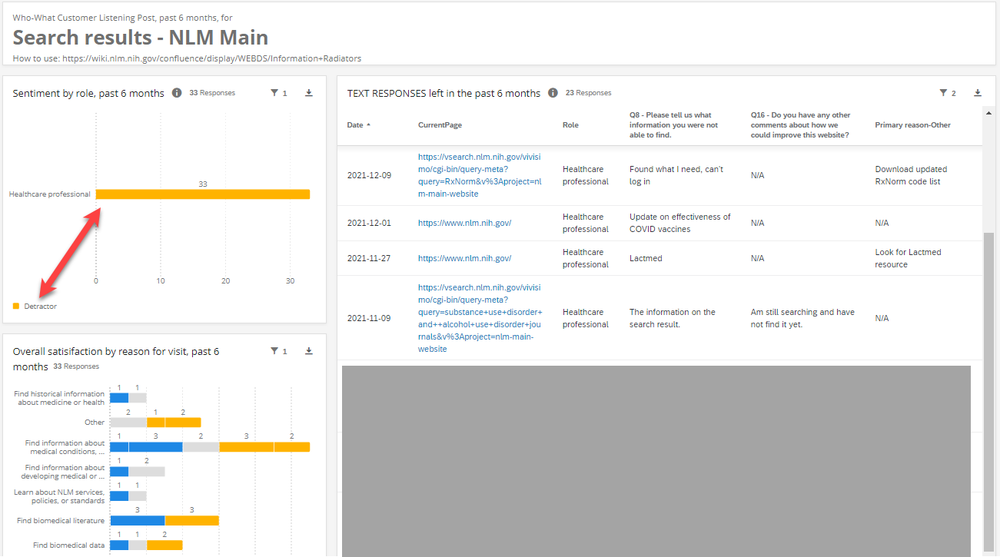 Who-What Customer Listening Post, past 6 months, for
Search results - NLM Main
How to use: https://wiki.nlm.nih.gov/confluence/display/WEBDS/Information+Radiators
Sentiment by role, past 6 months 33 Responses 1
33
Healthcare professional
0 10 20 30
Detractor
Overall satisifaction by reason for visit, past 6
months 33 Responses 1
1 1
Find historical information
about medicine or health
2 1 2
Other
1 3 2 3 2
Find information about
medical conditions, ...
1 2
Find information about
developing medical or ...
1 1
Learn about NLM services,
policies, or standards
3 3
Find biomedical literature
1 1 2
Find biomedical data
TEXT RESPONSES left in the past 6 months 23 Responses 2
Date CurrentPage Role
Q8 - Please tell us what
information you were not
able to find.
Q16 - Do you have any other
comments about how we
could improve this website?
Primary reason-Other
2021-12-09
https://vsearch.nlm.nih.gov/vivisi
mo/cgi-bin/query-meta?
query=RxNorm&v%3Aproject=nl
m-main-website
Healthcare
professional
Found what I need, can't
log in
N/A
Download updated
RxNorm code list
2021-12-01
https://www.nlm.nih.gov/
Healthcare
professional
Update on effectiveness of
COVID vaccines
N/A
N/A
2021-11-27
https://www.nlm.nih.gov/
Healthcare
professional
Lactmed
N/A
Look for Lactmed
resource
2021-11-09
https://vsearch.nlm.nih.gov/vivisi
mo/cgi-bin/query-meta?
query=substance+use+disorder+
and++alcohol+use+disorder+jou
rnals&v%3Aproject=nlm-main-
website
Healthcare
professional
The information on the
search result.
Am still searching and have
not find it yet.
N/A